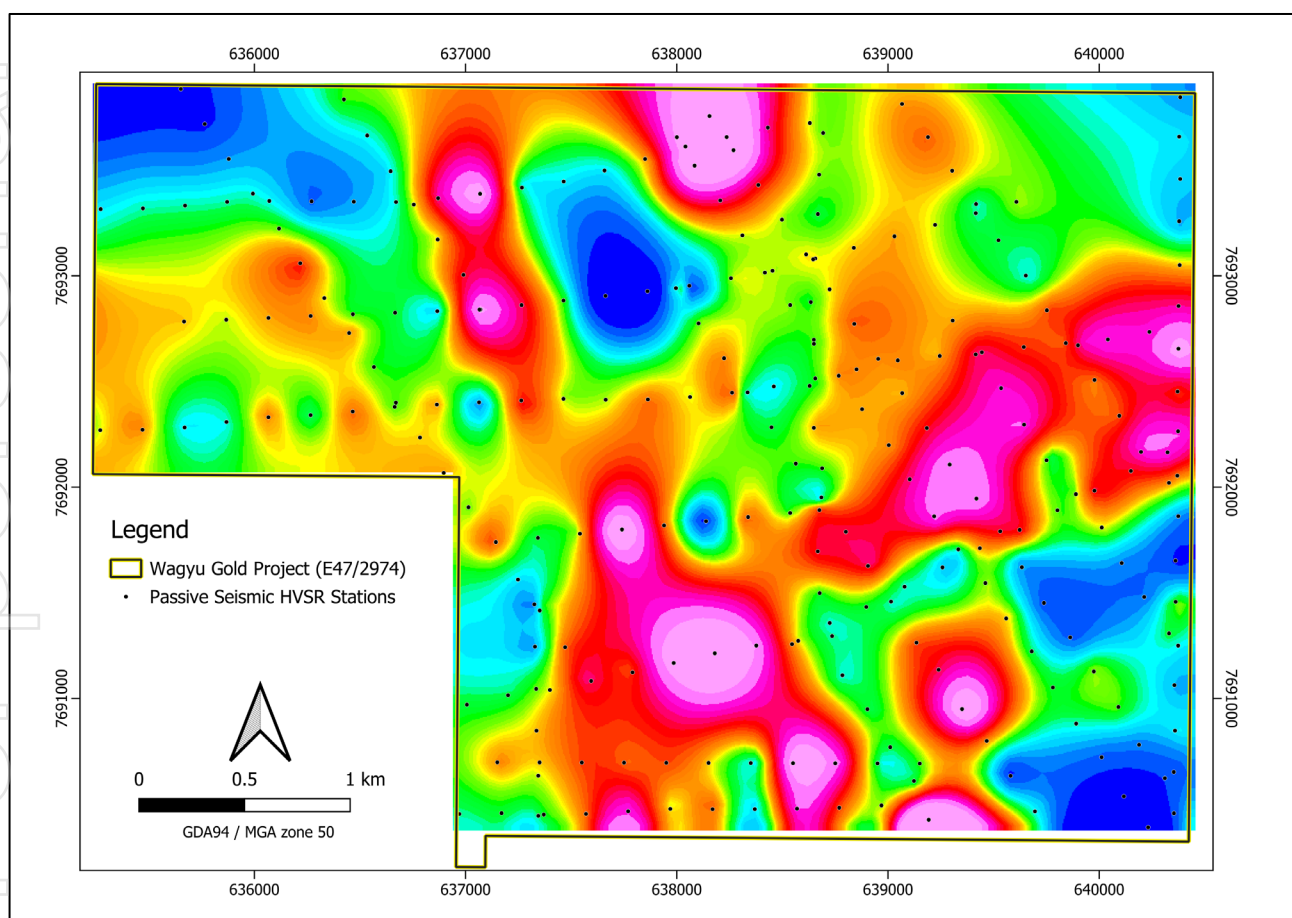 636000 637000 638000 639000 640000
7693000 7693000
7692000 7692000
Legend
Wagyu Gold Project (E47/2974)
Passive Seismic HVSR Stations
7691000 7691000
0 0.5 1 km
GDA94 / MGA zone 50
636000 637000 638000 639000 640000